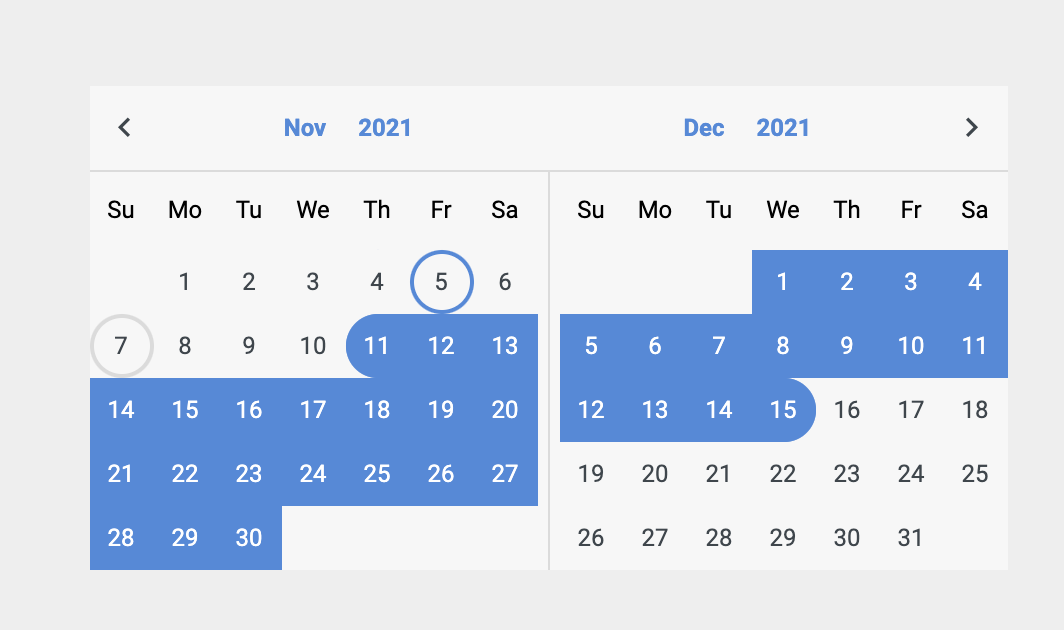 Nov 2021
Su Mo Tu We Th Fr Sa
1 2 3 4 5 6
7 8 9 10 11 12 13
14 15 16 17 18 19 20
21 22 23 24 25 26 27
28 29 30
Dec 2021
Su Mo Tu We Th Fr Sa
1 2 3 4
5 6 7 8 9 10 11
12 13 14 15 16 17 18
19 20 21 22 23 24 25
26 27 28 29 30 31